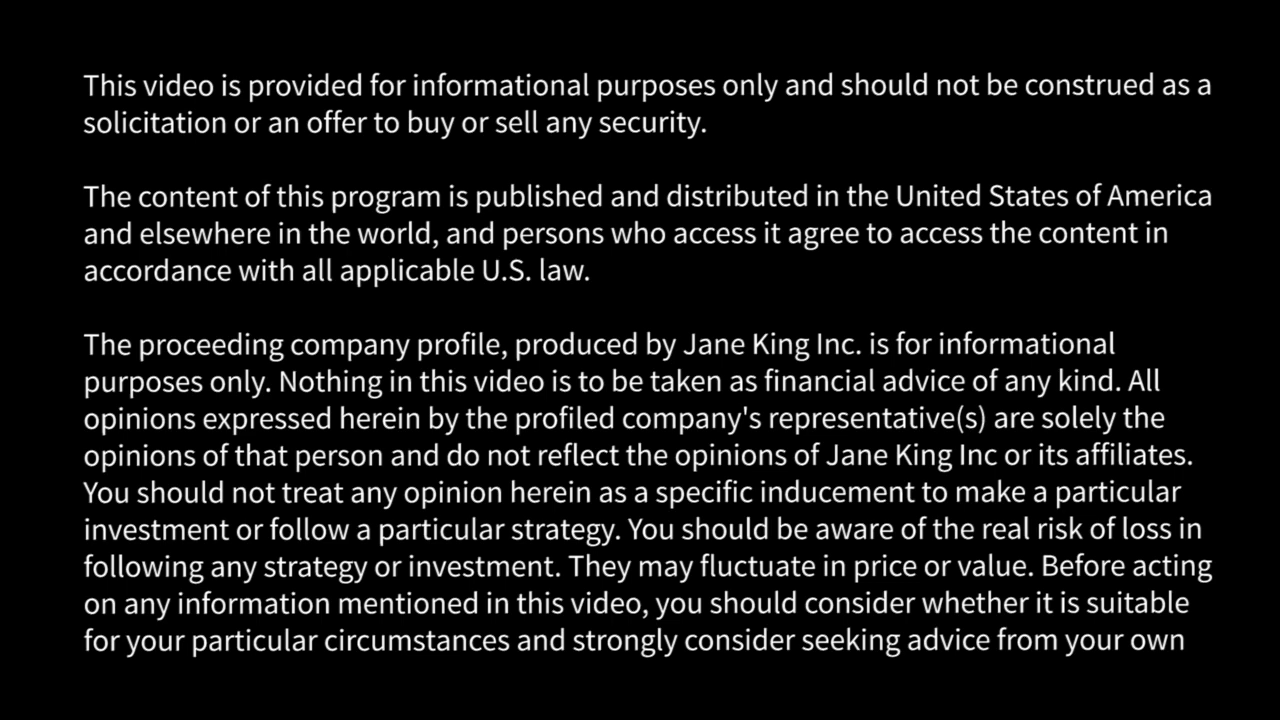 This video is provided for informational purposes only and should not be construed as a
solicitation or an offer to buy or sell any security.
The content of this program is published and distributed in the United States of America
and elsewhere in the world, and persons who access it agree to access the content in
accordance with all applicable U.S. law.
The proceeding company profile, produced by Jane King Inc. is for informational
purposes only. Nothing in this video is to be taken as financial advice of any kind. All
opinions expressed herein by the profiled company's representative(s) are solely the
opinions of that person and do not reflect the opinions of Jane King Inc or its affiliates.
You should not treat any opinion herein as a specific inducement to make a particular
investment or follow a particular strategy. You should be aware of the real risk of loss in
following any strategy or investment. They may fluctuate in price or value. Before acting
on any information mentioned in this video, you should consider whether it is suitable
for your particular circumstances and strongly consider seeking advice from your own